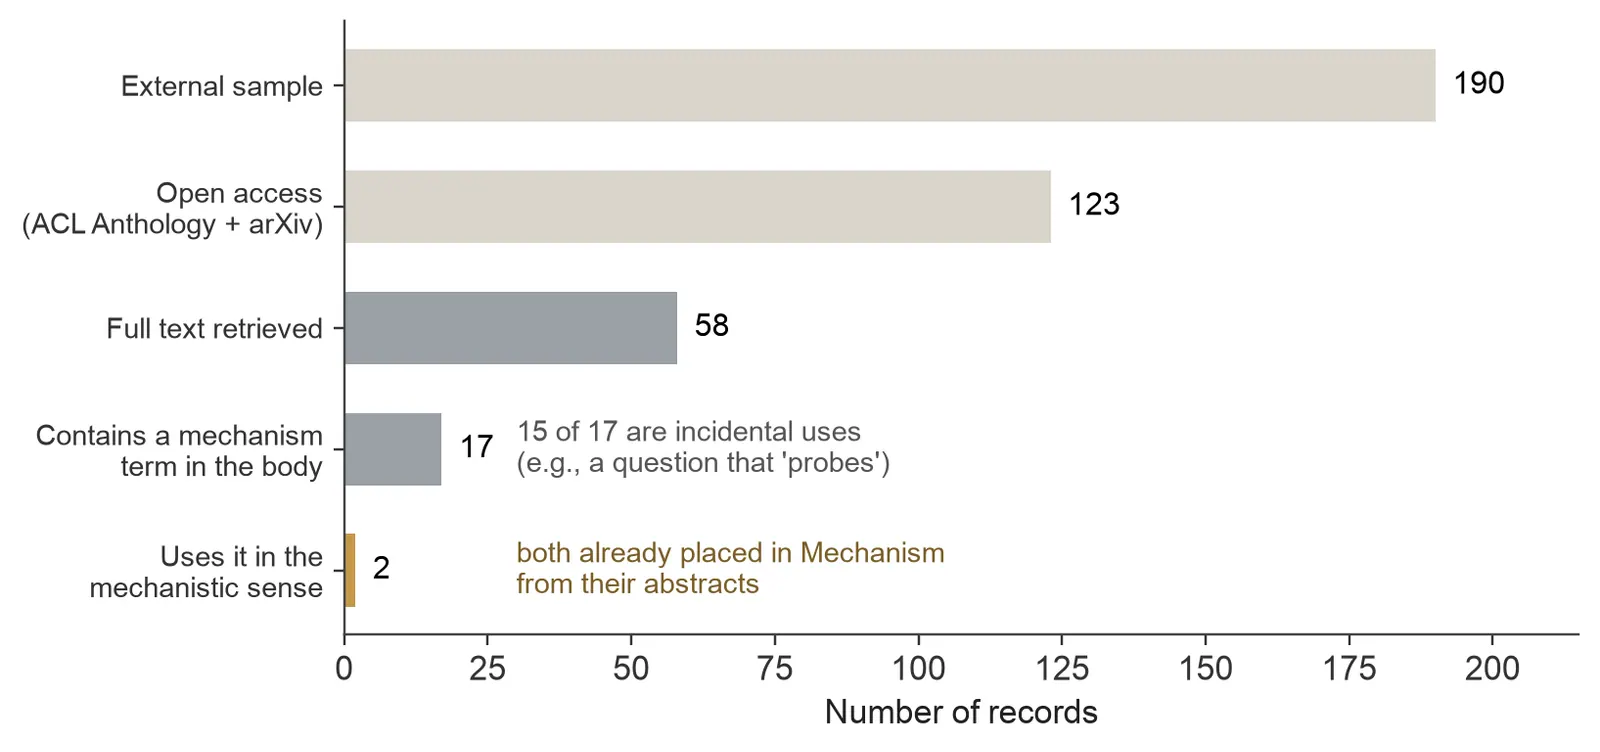 External sample
190
Open access
(ACL Anthology + arXiv)
123
Full text retrieved
58
Contains a mechanism
term in the body
17
15 of 17 are incidental uses
(e.g., a question that 'probes')
Uses it in the
mechanistic sense
2
both already placed in Mechanism
from their abstracts
0 25 50 75 100 125 150 175 200
Number of records